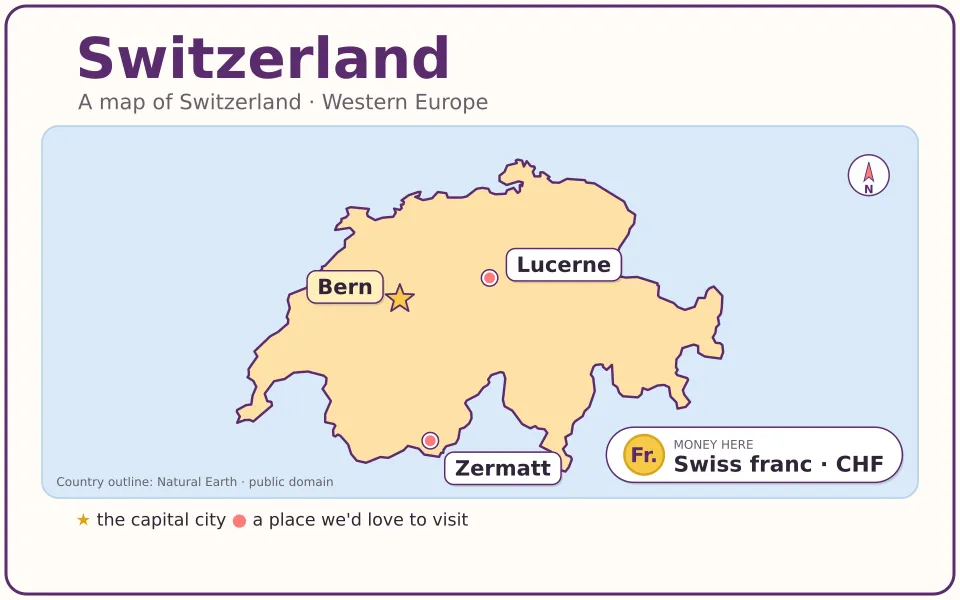 Switzerland
A map of Switzerland · Western Europe
N
Lucerne
Bern
Zermatt
Fr.
MONEY HERE
Swiss franc · CHF
Country outline: Natural Earth · public domain
★ the capital city ● a place we'd love to visit